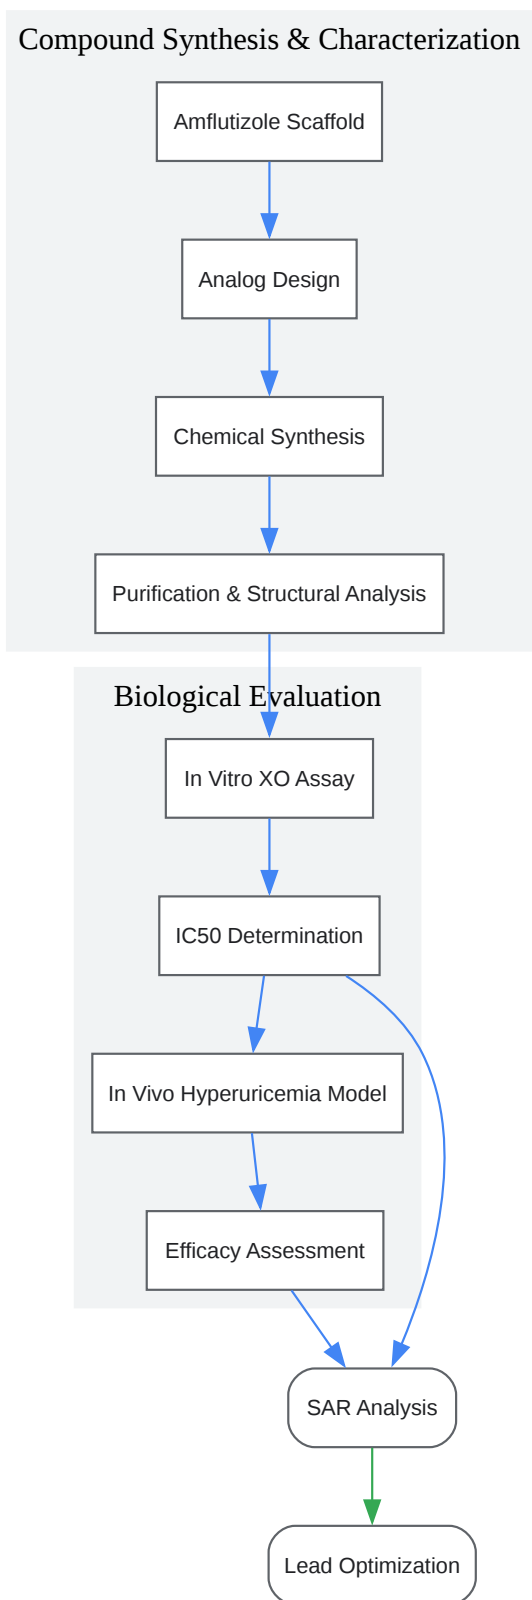 Compound Synthesis & Characterization
Amflutizole Scaffold
Analog Design
Chemical Synthesis
Purification & Structural Analysis
Biological Evaluation
In Vitro XO Assay
IC50 Determination
In Vivo Hyperuricemia Model
Efficacy Assessment
SAR Analysis
Lead Optimization